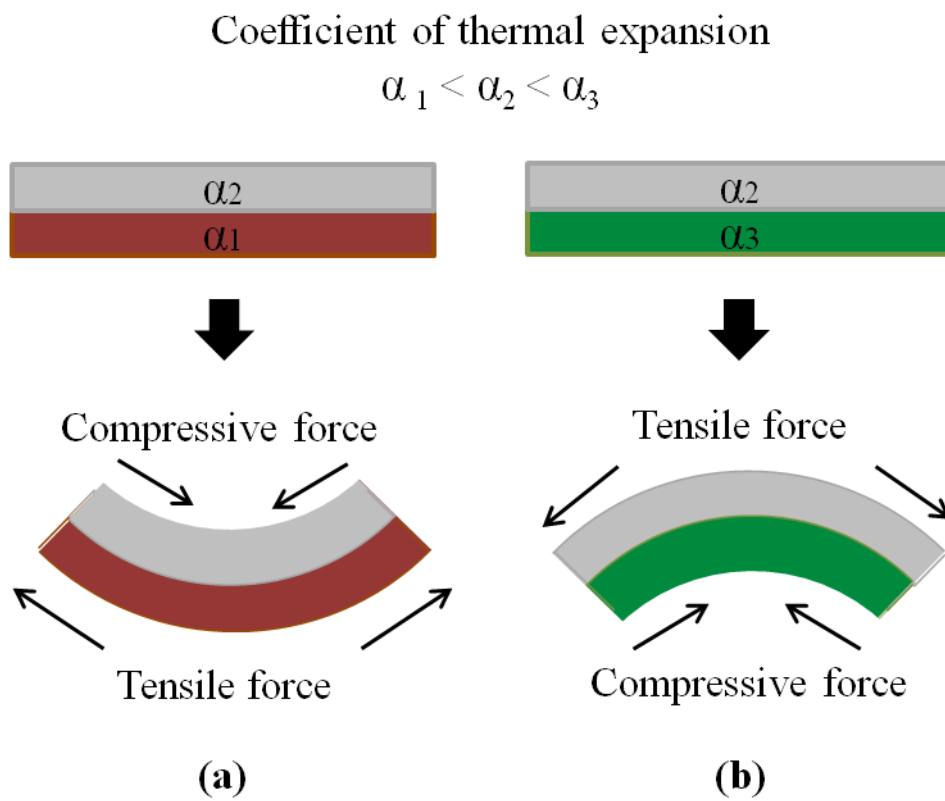 Coefficient of thermal expansion
α₁ < α₂ < α₃
α2
α1
α2
α3
Compressive force
Tensile force
Tensile force
Compressive force
(a)
(b)